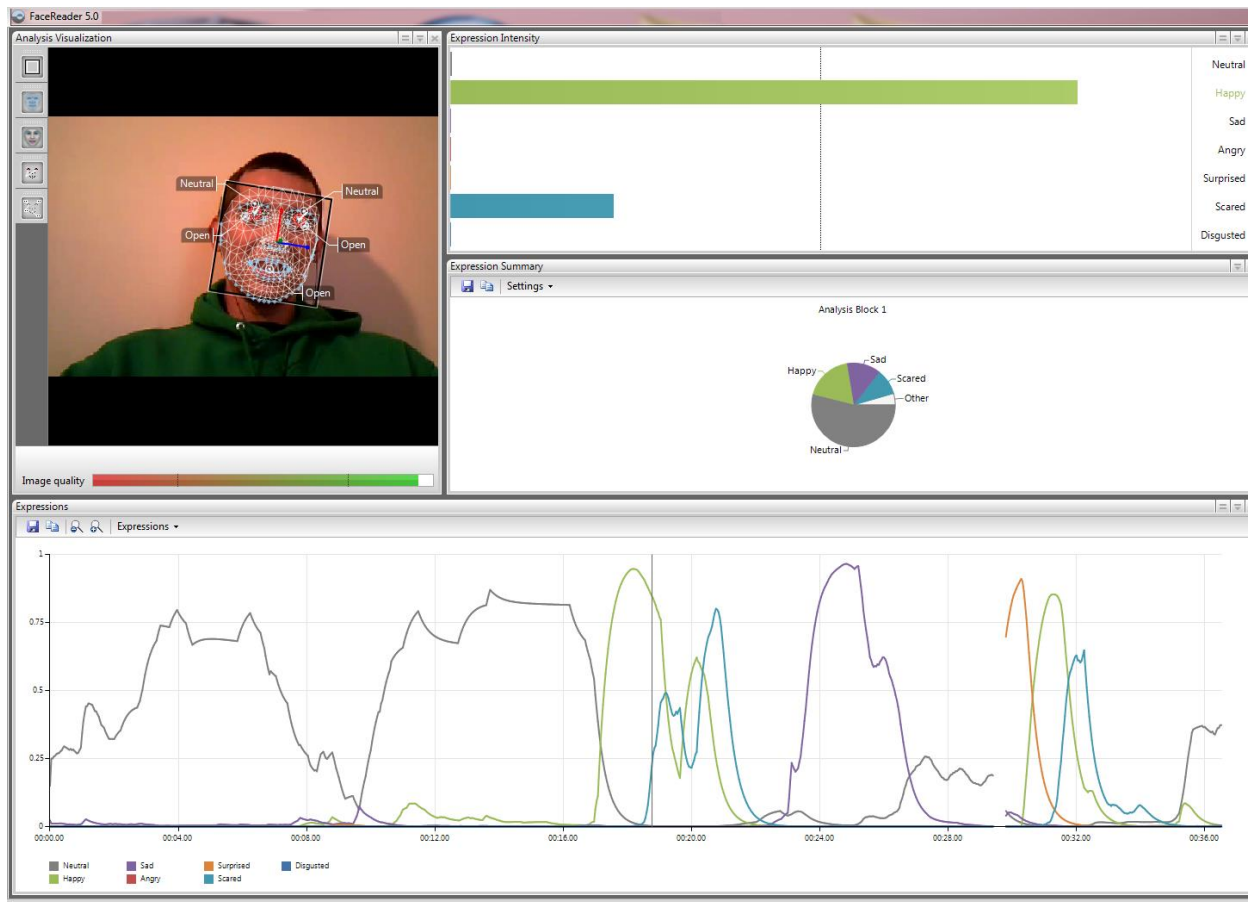 FaceReader 5.0
Analysis Visualization
Neutral
Neutral
Open
Open
Open
Image quality
Expression Intensity
Neutral
Happy
Sad
Angry
Surprised
Scared
Disgusted
Expression Summary
Settings
Analysis Block 1
Happy
Sad
Scared
Other
Neutral
Expressions
Expressions
1
0.75
0.5
0.25
0
00:00.00 00:04.00 00:08.00 00:12.00 00:16.00 00:20.00 00:24.00 00:28.00 00:32.00 00:36.00
Neutral Sad Surprised Disgusted
Happy Angry Scared